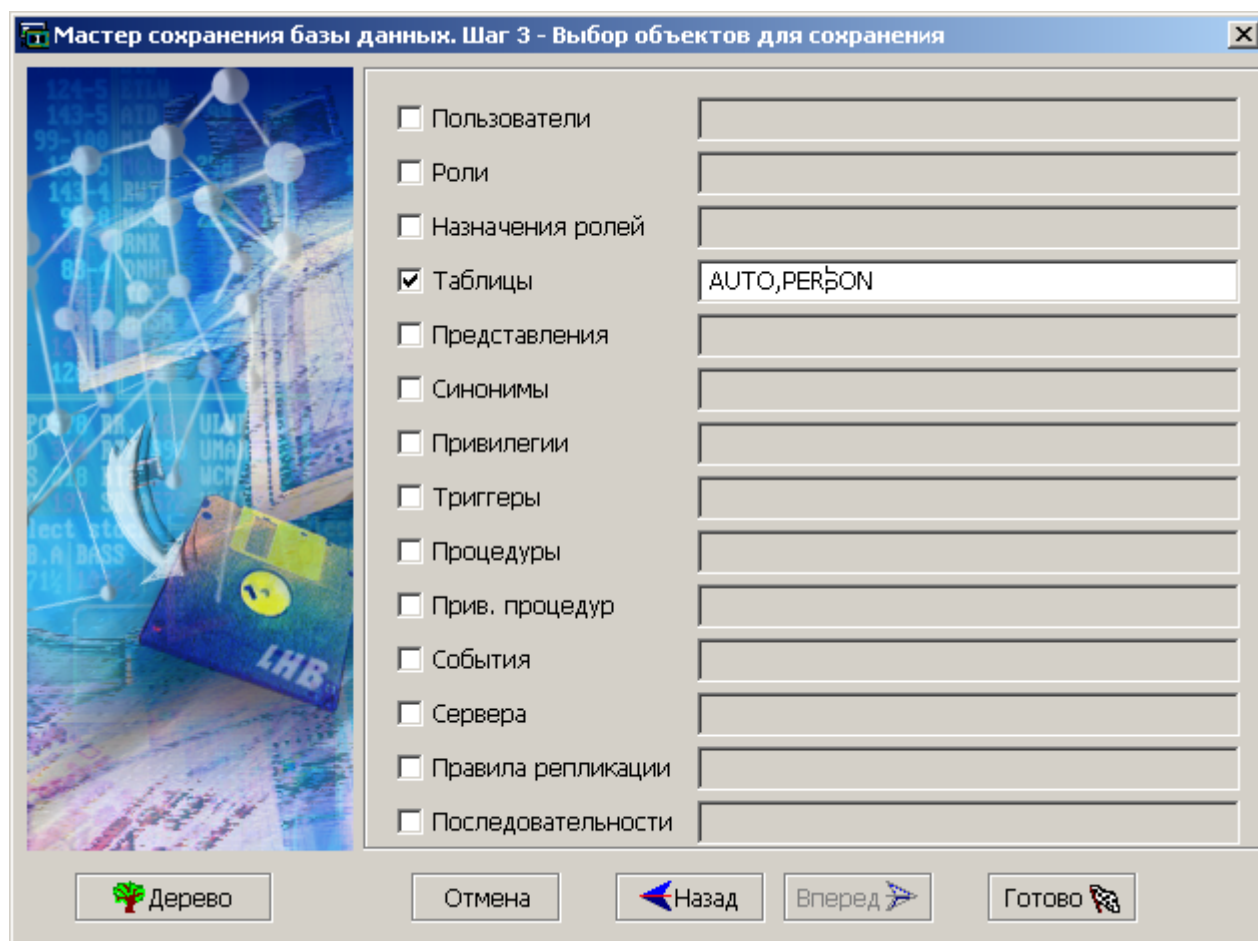 Мастер сохранения базы данных. Шаг 3 - Выбор объектов для сохранения
Пользователи
Роли
Назначения ролей
Таблицы AUTO,PERSON
Представления
Синонимы
Привилегии
Триггеры
Процедуры
Прив. процедур
События
Сервера
Правила репликации
Последовательности
LHB
Дерево Отмена Назад Вперед Готово